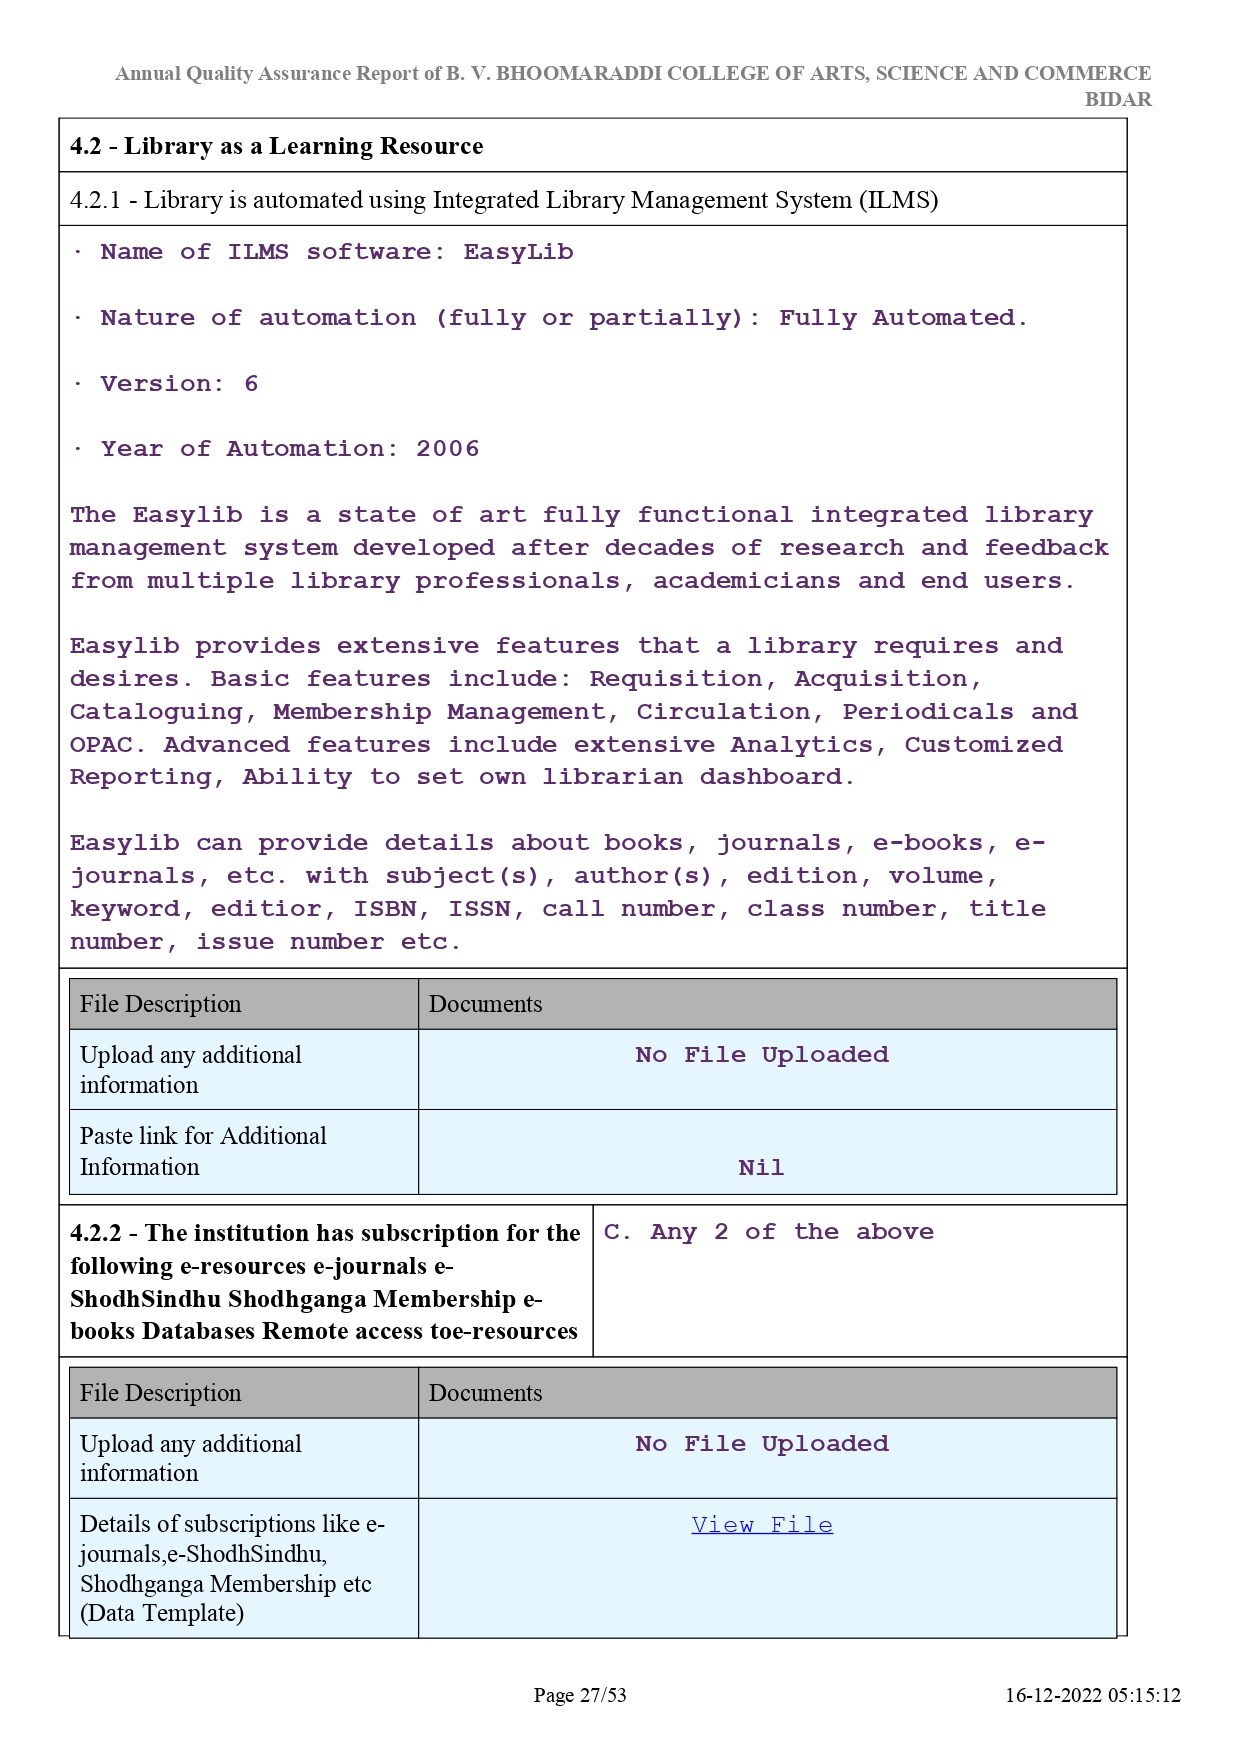 Annual Quality Assurance Report of B. V. BHOOMARADDI COLLEGE OF ARTS, SCIENCE AND COMMERCE
BIDAR
4.2 - Library as a Learning Resource
4.2.1 - Library is automated using Integrated Library Management System (ILMS)
· Name of ILMS software: EasyLib
· Nature of automation (fully or partially): Fully Automated.
· Version: 6
· Year of Automation: 2006
The Easylib is a state of art fully functional integrated library
management system developed after decades of research and feedback
from multiple library professionals, academicians and end users.
Easylib provides extensive features that a library requires and
desires. Basic features include: Requisition, Acquisition,
Cataloguing, Membership Management, Circulation, Periodicals and
OPAC. Advanced features include extensive Analytics, Customized
Reporting, Ability to set own librarian dashboard.
Easylib can provide details about books, journals, e-books, e-
journals, etc. with subject(s), author(s), edition, volume,
keyword, editior, ISBN, ISSN, call number, class number, title
number, issue number etc.
File Description
Documents
Upload any additional
information
No File Uploaded
Paste link for Additional
Information
Nil
4.2.2 - The institution has subscription for the
following e-resources e-journals e-
ShodhSindhu Shodhganga Membership e-
books Databases Remote access toe-resources
C. Any 2 of the above
File Description
Documents
Upload any additional
information
No File Uploaded
Details of subscriptions like e-
journals,e-ShodhSindhu,
Shodhganga Membership etc
(Data Template)
View File
Page 27/53
16-12-2022 05:15:12